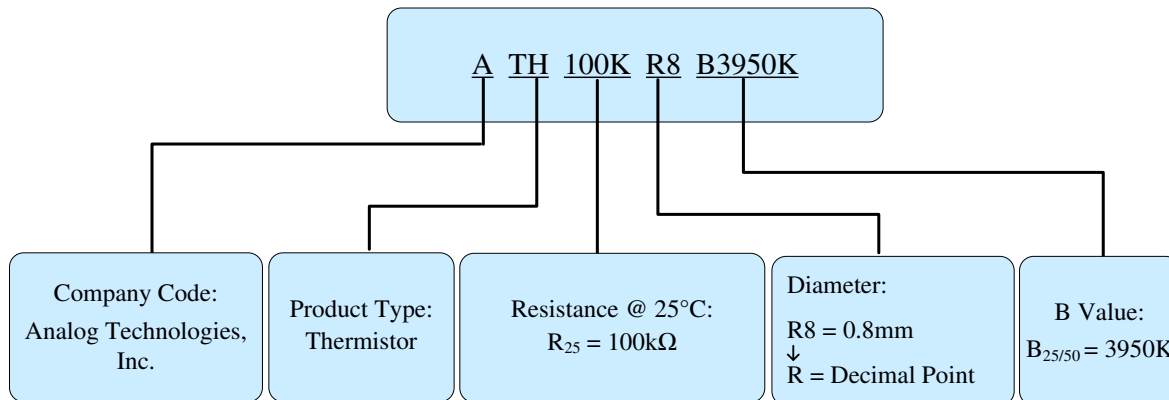 A TH 100K R8 B3950K
Company Code:
Analog Technologies,
Inc.
Product Type:
Thermistor
Resistance @ 25°C:
R₂₅ = 100kΩ
Diameter:
R8 = 0.8mm
↓
R = Decimal Point
B Value:
B₂₅/₅₀ = 3950K